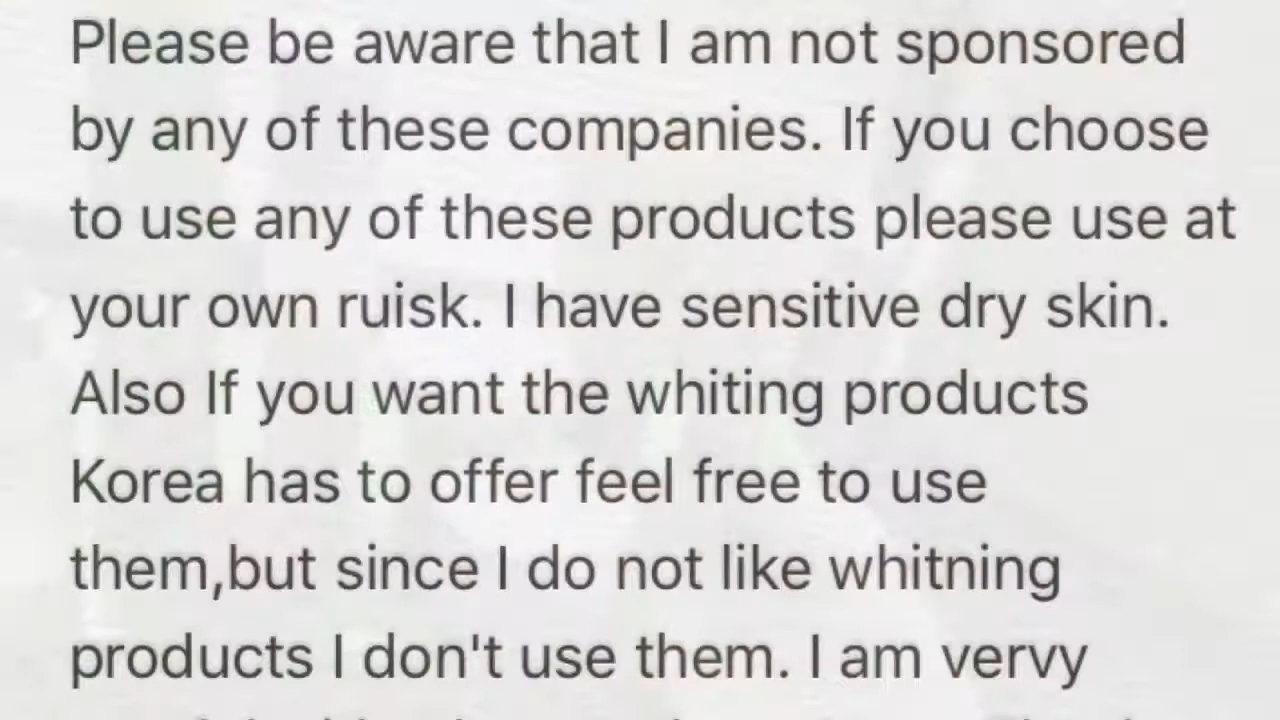 Please be aware that I am not sponsored
by any of these companies. If you choose
to use any of these products please use at
your own ruisk. I have sensitive dry skin.
Also If you want the whiting products
Korea has to offer feel free to use
them,but since I do not like whitning
products I don't use them. I am vervy